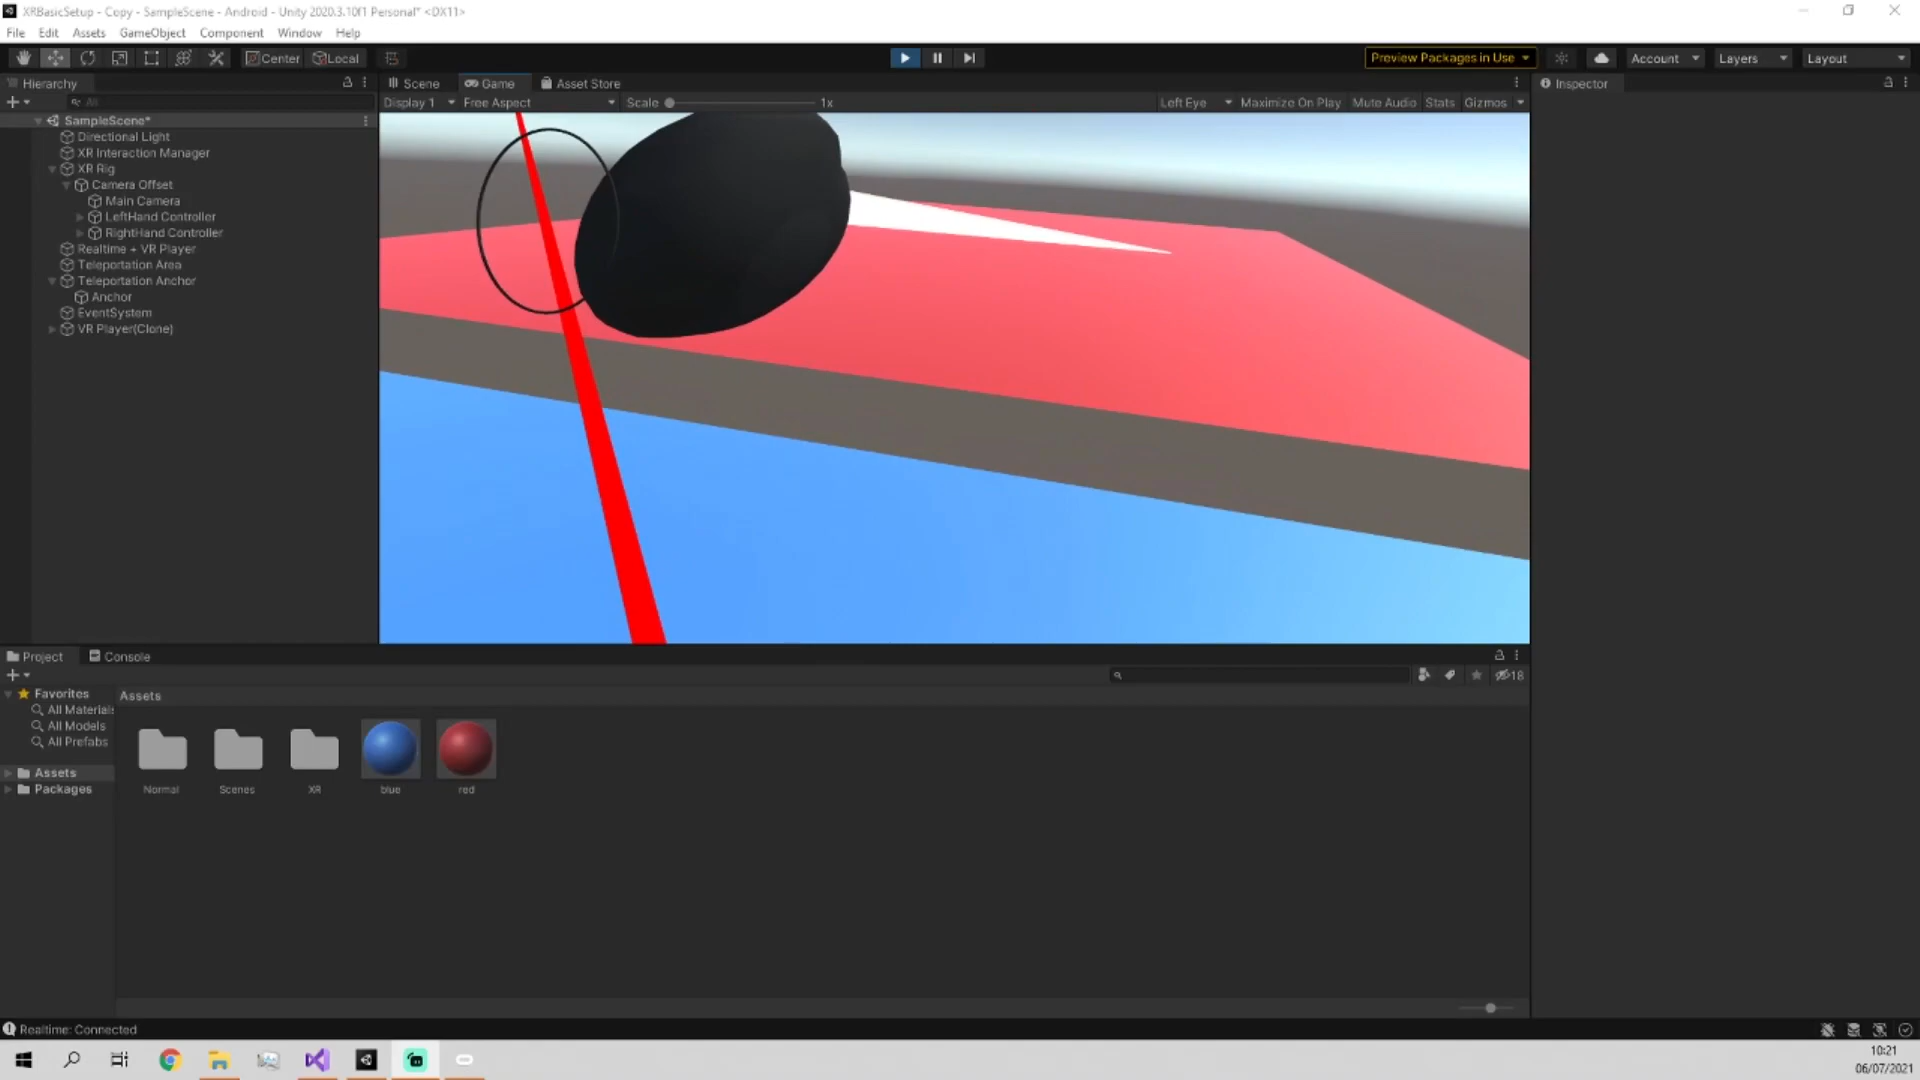 XRBasicSetup - Copy - SampleScene - Android - Unity 2020.3.10f1 Personal* <DX11>
File Edit Assets GameObject Component Window Help
Center Local Preview Packages in Use Account Layers Layout
Hierarchy Scene Game Asset Store Inspector
All Display 1 Free Aspect Scale 1x Left Eye Maximize On Play Mute Audio Stats Gizmos
SampleScene*
Directional Light
XR Interaction Manager
XR Rig
Camera Offset
Main Camera
LeftHand Controller
RightHand Controller
Realtime + VR Player
Teleportation Area
Teleportation Anchor
Anchor
EventSystem
VR Player(Clone)
Project Console
18
Favorites Assets
All Materials
All Models
All Prefabs
Assets
Packages
Normal Scenes XR blue red
Realtime: Connected
10:21
06/07/2021